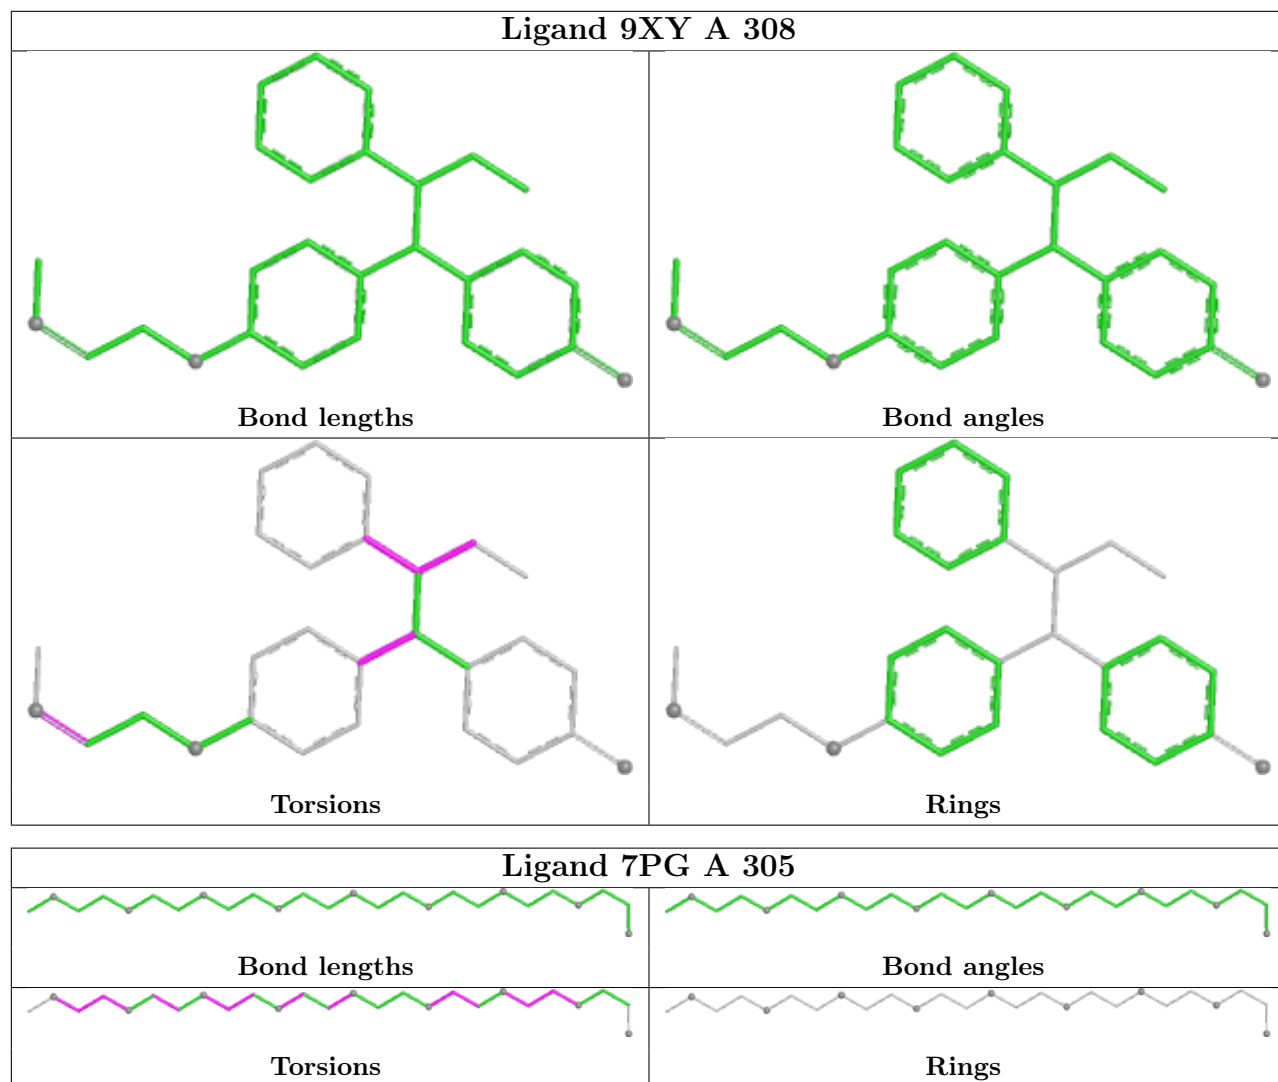 Ligand 9XY A 308
Bond lengths
Bond angles
Torsions
Rings
Ligand 7PG A 305
Bond lengths
Bond angles
Torsions
Rings